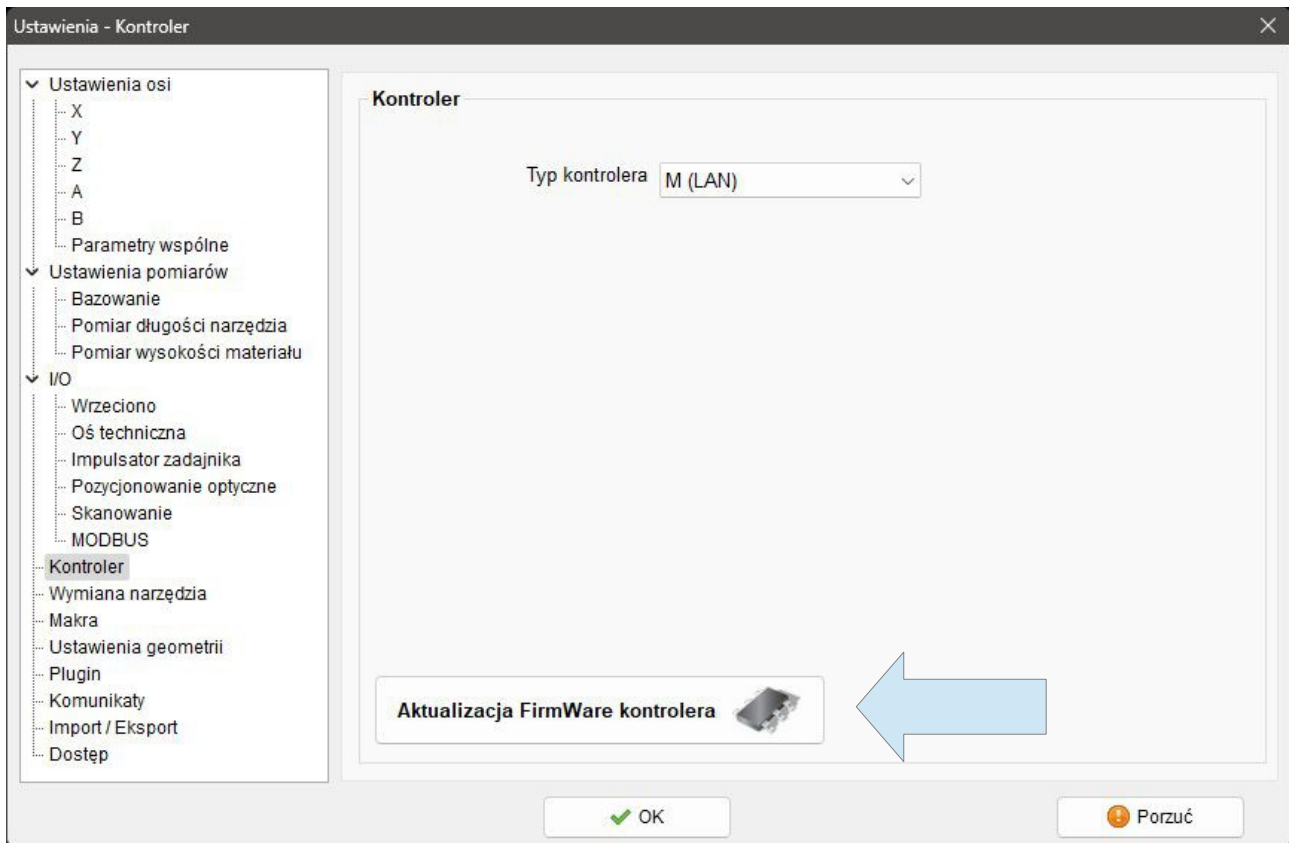 Ustawienia - Kontroler
Ustawienia osi
X
Y
Z
A
B
Parametry wspólne
Ustawienia pomiarów
Bazowanie
Pomiar długości narzędzia
Pomiar wysokości materiału
I/O
Wrzeciono
Oś techniczna
Impulsator zadajnika
Pozycjonowanie optyczne
Skanowanie
MODBUS
Kontroler
Wymiana narzędzia
Makra
Ustawienia geometrii
Plugin
Komunikaty
Import / Eksport
Dostęp
Kontroler
Typ kontrolera M (LAN)
Aktualizacja FirmWare kontrolera
OK
Porzuć